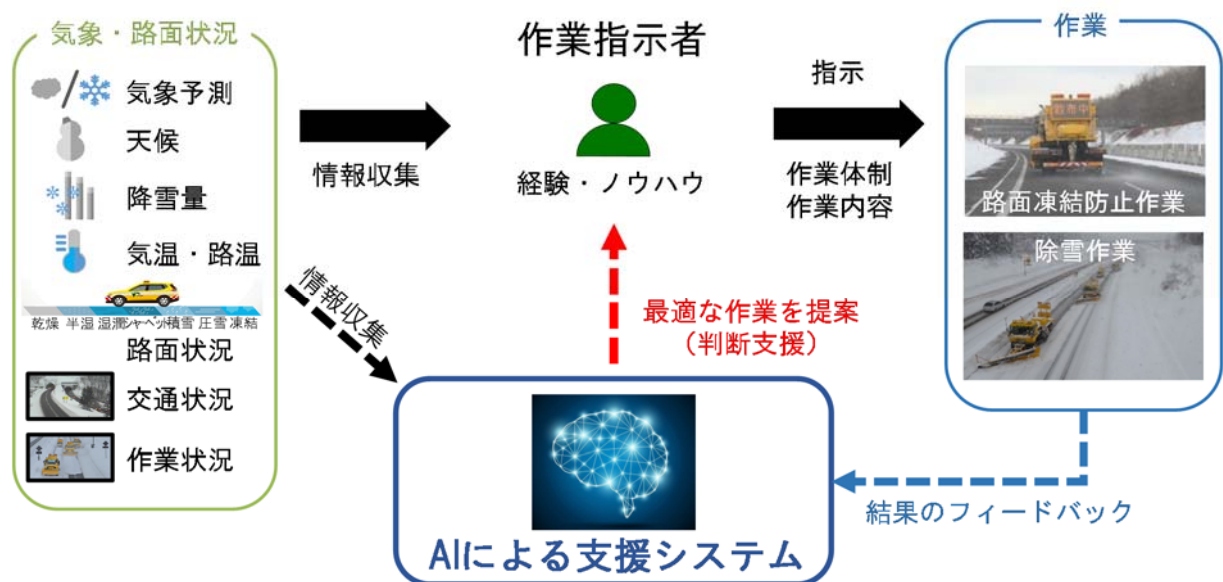 気象・路面状況
気象予測
天候
降雪量
気温・路温
乾燥 半湿 湿潤 シャーベット 積雪 圧雪 凍結
路面状況
交通状況
作業状況
情報収集
情報収集
作業指示者
経験・ノウハウ
指示
作業体制
作業内容
最適な作業を提案
（判断支援）
AIによる支援システム
作業
散布中
路面凍結防止作業
除雪作業
結果のフィードバック